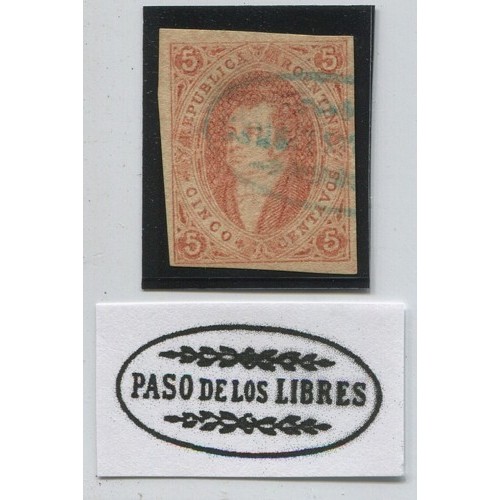 5 REPUBLICA ARGENTINA 5
5 CINCO CENTAVOS 5
PASO DE LOS LIBRES